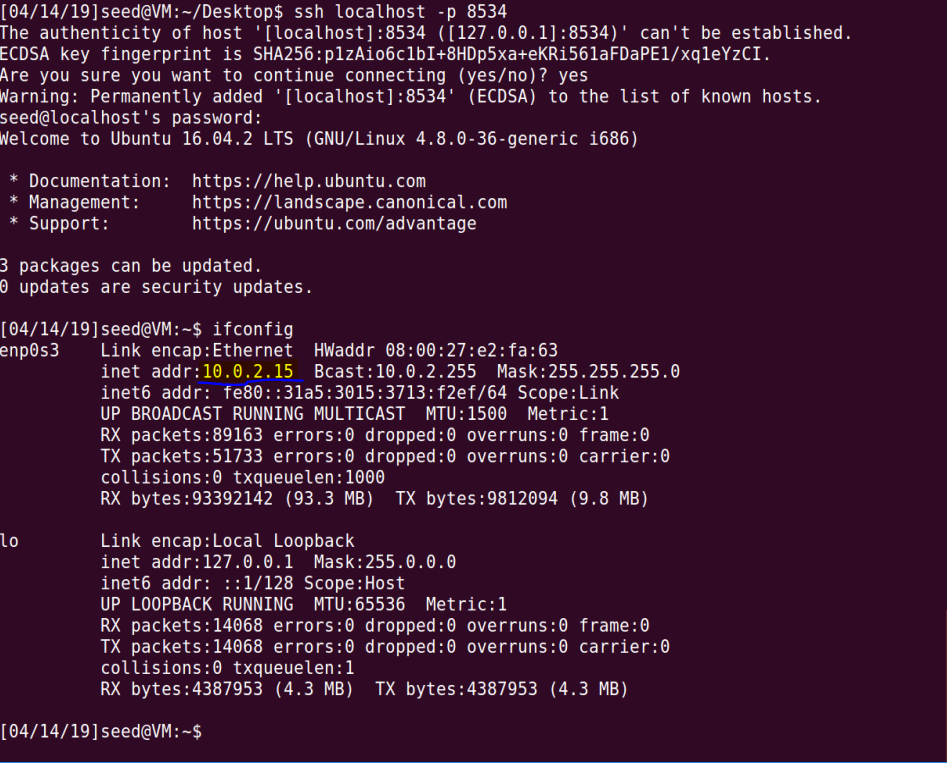 [04/14/19]seed@VM:~/Desktop$ ssh localhost -p 8534
The authenticity of host '[localhost]:8534 ([127.0.0.1]:8534)' can't be established.
ECDSA key fingerprint is SHA256:p1zAio6c1bI+8HDp5xa+eKRi561aFDaPE1/xq1eYzCI.
Are you sure you want to continue connecting (yes/no)? yes
Warning: Permanently added '[localhost]:8534' (ECDSA) to the list of known hosts.
seed@localhost's password:
Welcome to Ubuntu 16.04.2 LTS (GNU/Linux 4.8.0-36-generic i686)
* Documentation:  https://help.ubuntu.com
* Management:     https://landscape.canonical.com
* Support:        https://ubuntu.com/advantage
3 packages can be updated.
0 updates are security updates.
[04/14/19]seed@VM:~$ ifconfig
enp0s3    Link encap:Ethernet  HWaddr 08:00:27:e2:fa:63
inet addr:10.0.2.15  Bcast:10.0.2.255  Mask:255.255.255.0
inet6 addr: fe80::31a5:3015:3713:f2ef/64 Scope:Link
UP BROADCAST RUNNING MULTICAST  MTU:1500  Metric:1
RX packets:89163 errors:0 dropped:0 overruns:0 frame:0
TX packets:51733 errors:0 dropped:0 overruns:0 carrier:0
collisions:0 txqueuelen:1000
RX bytes:93392142 (93.3 MB)  TX bytes:9812094 (9.8 MB)
lo        Link encap:Local Loopback
inet addr:127.0.0.1  Mask:255.0.0.0
inet6 addr: ::1/128 Scope:Host
UP LOOPBACK RUNNING  MTU:65536  Metric:1
RX packets:14068 errors:0 dropped:0 overruns:0 frame:0
TX packets:14068 errors:0 dropped:0 overruns:0 carrier:0
collisions:0 txqueuelen:1
RX bytes:4387953 (4.3 MB)  TX bytes:4387953 (4.3 MB)
[04/14/19]seed@VM:~$